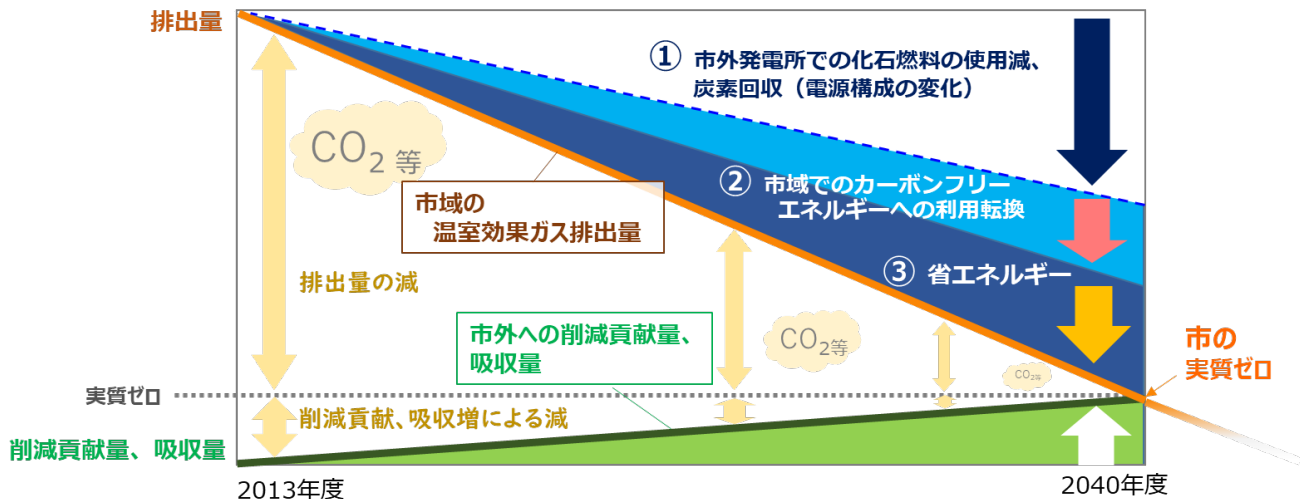 排出量
① 市外発電所での化石燃料の使用減、
炭素回収（電源構成の変化）
CO₂ 等
② 市域でのカーボンフリー
エネルギーへの利用転換
市域の
温室効果ガス排出量
③ 省エネルギー
排出量の減
市外への削減貢献量、
吸収量
CO₂等
CO₂等
市の
実質ゼロ
実質ゼロ
削減貢献、吸収増による減
削減貢献量、吸収量
2013年度
2040年度